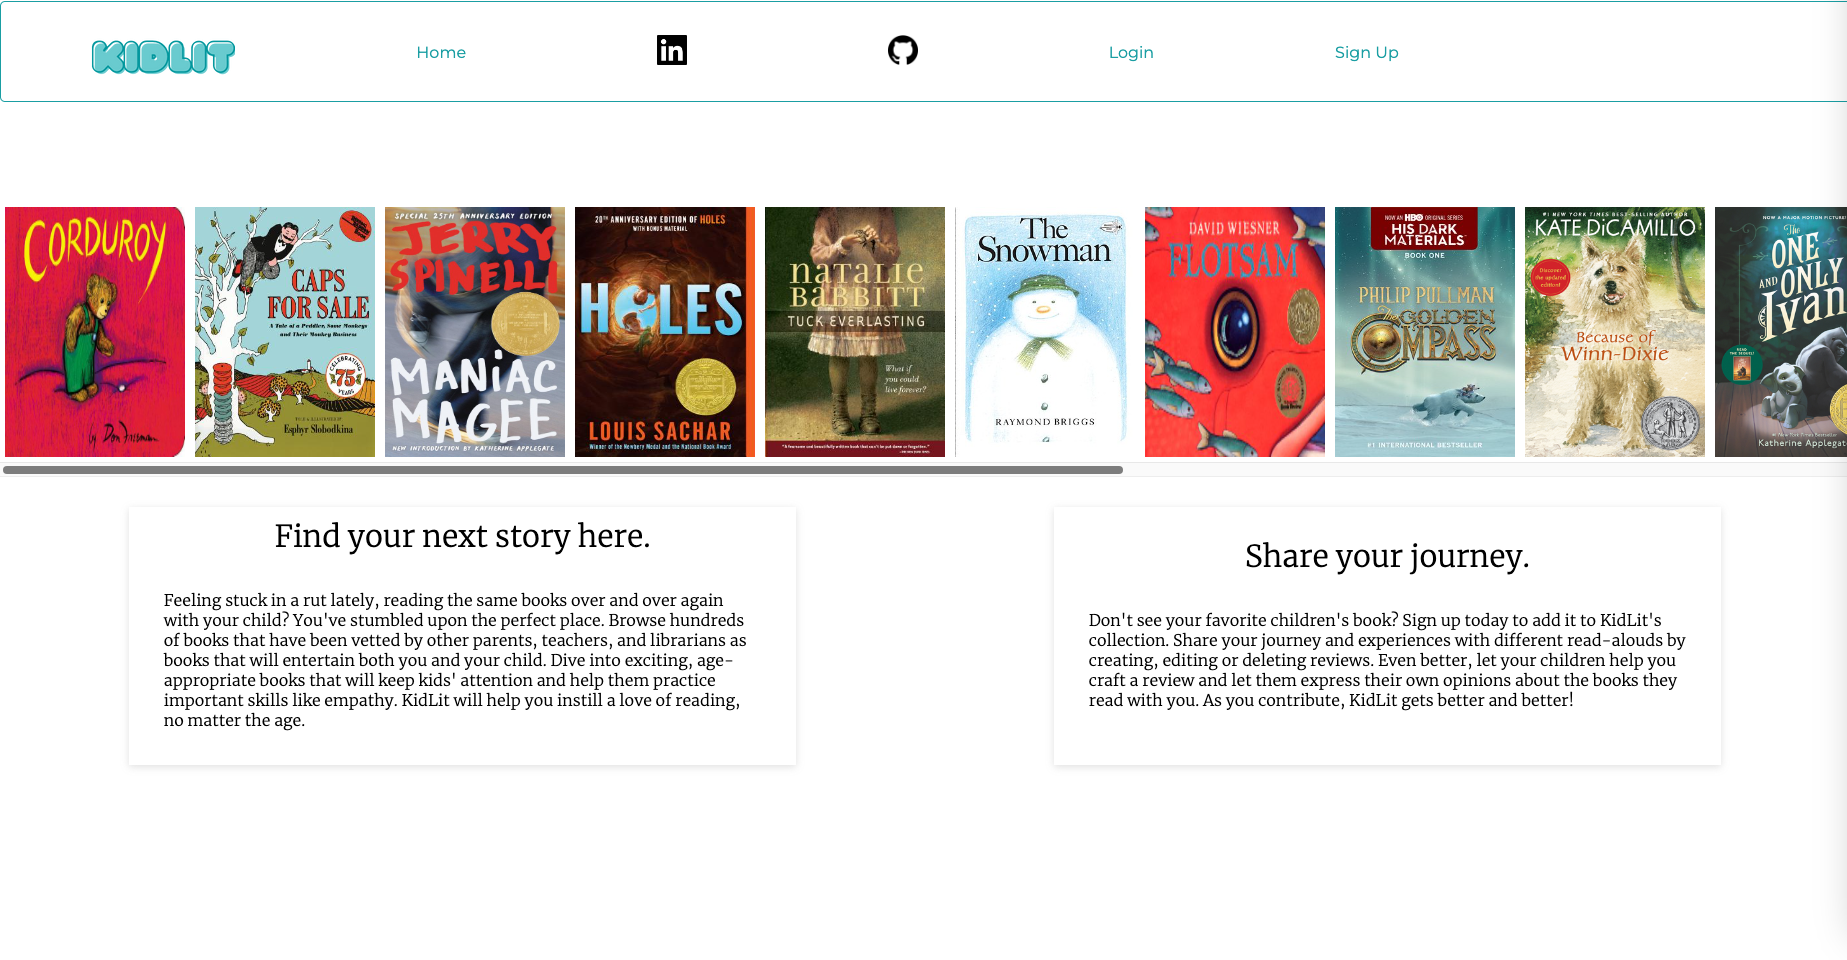 KIDLIT
Home
Login
Sign Up
CORDUROY
by Don Freeman
CAPS
FOR SALE
A Tale of a Peddler, Some Monkeys
and Their Monkey Business
CELEBRATING
75
YEARS
Esphyr Slobodkina
SPECIAL 25TH ANNIVERSARY EDITION
JERRY
SPINELLI
MANIAC
MAGEE
NEW INTRODUCTION BY KATHERINE APPLEGATE
20TH ANNIVERSARY EDITION OF HOLES
WITH BONUS MATERIAL
HOLES
LOUIS SACHAR
Winner of the Newbery Medal and the National Book Award
NATALIE
BABBITT
TUCK EVERLASTING
What if
you could
live forever?
The
Snowman
RAYMOND BRIGGS
DAVID WIESNER
FLOTSAM
NOW AN HBO ORIGINAL SERIES
HIS DARK
MATERIALS
BOOK ONE
PHILIP PULLMAN
The GOLDEN
COMPASS
#1 INTERNATIONAL BESTSELLER
#1 NEW YORK TIMES BEST-SELLING AUTHOR
KATE DiCAMILLO
Discover
the updated
edition!
Because of
Winn-Dixie
NOW A MAJOR MOTION PICTURE
The
ONE
AND ONLY
Ivan
READ
THE SEQUEL!
#1 New York Times Bestseller
Katherine Applegat
Find your next story here.
Feeling stuck in a rut lately, reading the same books over and over again
with your child? You've stumbled upon the perfect place. Browse hundreds
of books that have been vetted by other parents, teachers, and librarians as
books that will entertain both you and your child. Dive into exciting, age-
appropriate books that will keep kids' attention and help them practice
important skills like empathy. KidLit will help you instill a love of reading,
no matter the age.
Share your journey.
Don't see your favorite children's book? Sign up today to add it to KidLit's
collection. Share your journey and experiences with different read-alouds by
creating, editing or deleting reviews. Even better, let your children help you
craft a review and let them express their own opinions about the books they
read with you. As you contribute, KidLit gets better and better!